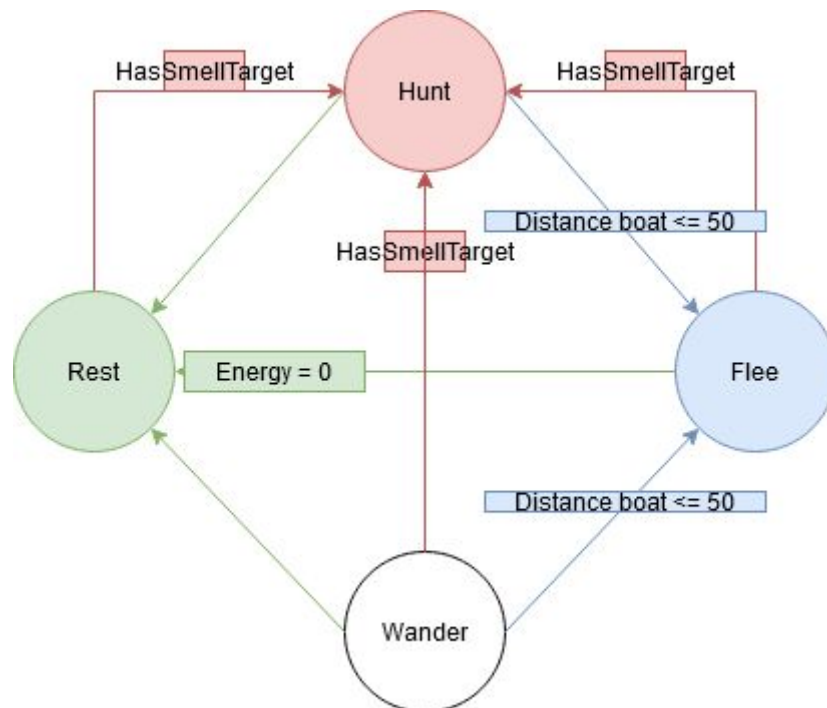 HasSmellTarget
Hunt
HasSmellTarget
Distance boat <= 50
HasSmellTarget
Rest
Energy = 0
Flee
Distance boat <= 50
Wander